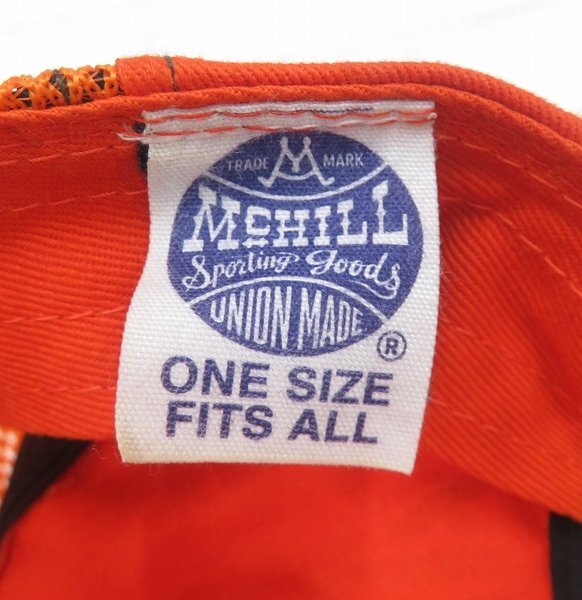 TRADE M MARK
McHILL
Sporting Goods
UNION MADE
®
ONE SIZE
FITS ALL